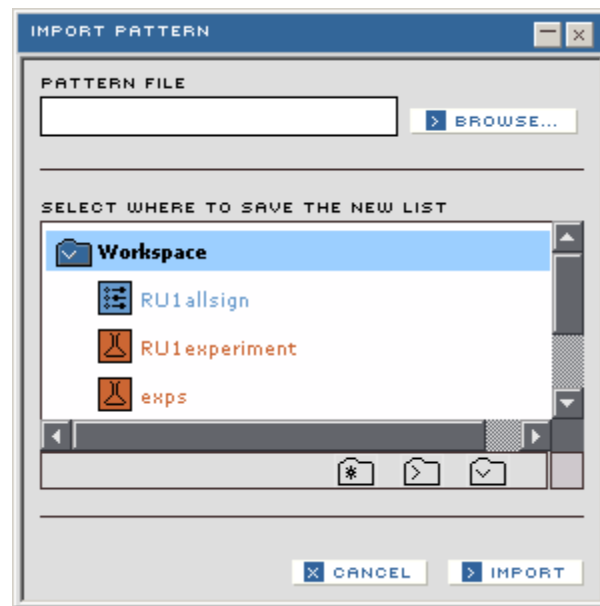 IMPORT PATTERN
PATTERN FILE
BROWSE...
SELECT WHERE TO SAVE THE NEW LIST
Workspace
RU1allsign
RU1experiment
exps
CANCEL
IMPORT